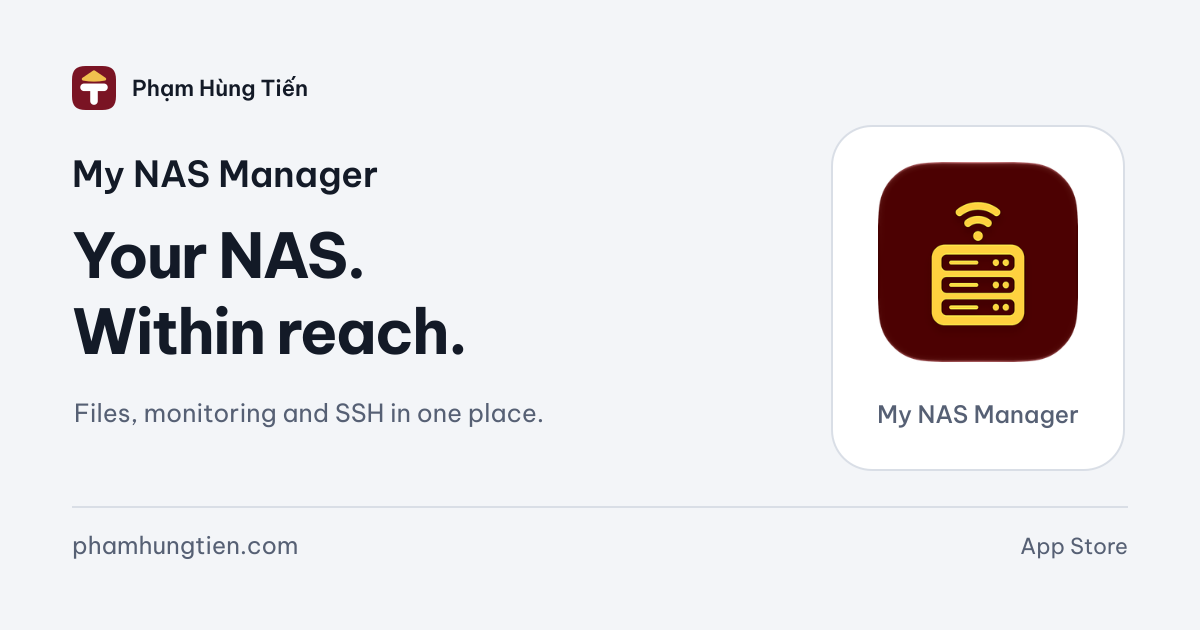 Phạm Hùng Tiến
My NAS Manager
Your NAS.
Within reach.
Files, monitoring and SSH in one place.
My NAS Manager
phamhungtien.com
App Store